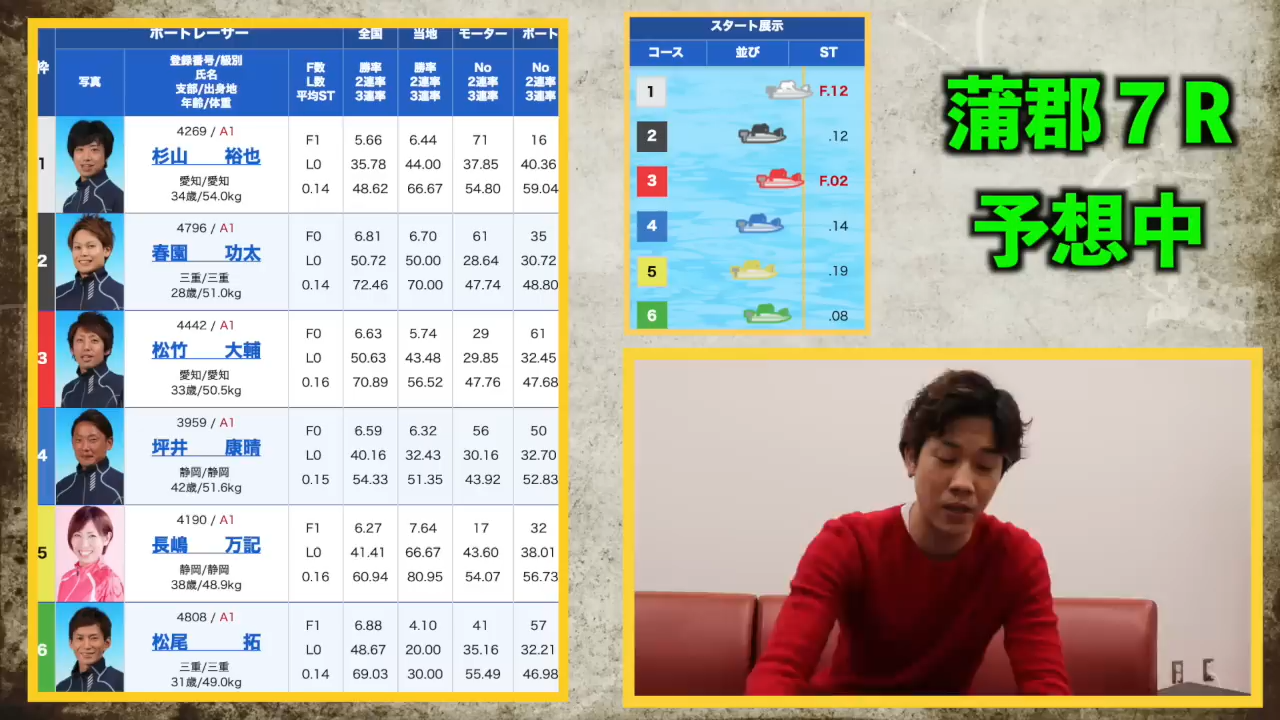 ボートレーサー 全国 当地 モーター ボート
枠 写真 登録番号/級別 氏名 支部/出身地 年齢/体重 F数 L数 平均ST 勝率 2連率 3連率 勝率 2連率 3連率 No 2連率 3連率 No 2連率 3連率
1
4269 / A1
杉山 裕也
愛知/愛知
34歳/54.0kg
F1 5.66 6.44 71 16
L0 35.78 44.00 37.85 40.36
0.14 48.62 66.67 54.80 59.04
2
4796 / A1
春園 功太
三重/三重
28歳/51.0kg
F0 6.81 6.70 61 35
L0 50.72 50.00 28.64 30.72
0.14 72.46 70.00 47.74 48.80
3
4442 / A1
松竹 大輔
愛知/愛知
33歳/50.5kg
F0 6.63 5.74 29 61
L0 50.63 43.48 29.85 32.45
0.16 70.89 56.52 47.76 47.68
4
3959 / A1
坪井 康晴
静岡/静岡
42歳/51.6kg
F0 6.59 6.32 56 50
L0 40.16 32.43 30.16 32.70
0.15 54.33 51.35 43.92 52.83
5
4190 / A1
長嶋 万記
静岡/静岡
38歳/48.9kg
F1 6.27 7.64 17 32
L0 41.41 66.67 43.60 38.01
0.16 60.94 80.95 54.07 56.73
6
4808 / A1
松尾 拓
三重/三重
31歳/49.0kg
F1 6.88 4.10 41 57
L0 48.67 20.00 35.16 32.21
0.14 69.03 30.00 55.49 46.98
スタート展示
コース 並び ST
1 F.12
2 .12
3 F.02
4 .14
5 .19
6 .08
蒲郡７R
予想中